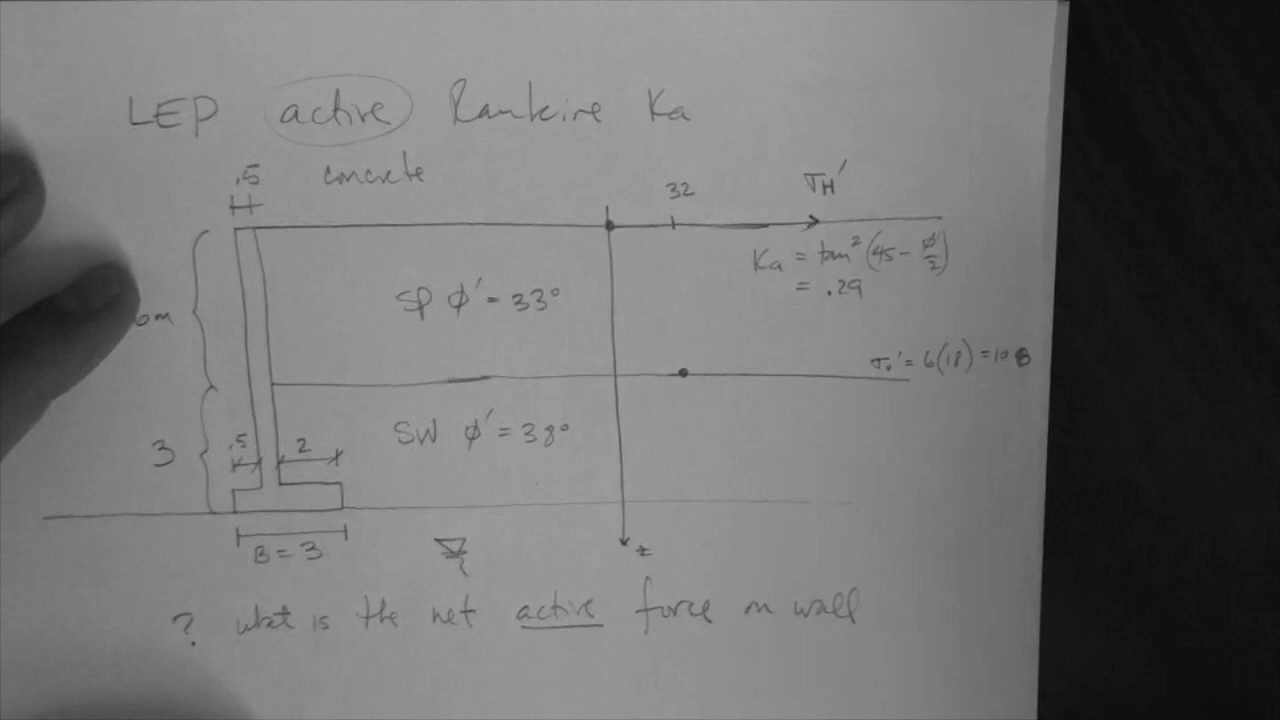 LEP active Rankine Ka
.5 concrete
32 σH'
Ka = tan² (45 - φ'/2)
= .29
SP φ' = 33°
6m
σv' = 6(18) = 108
SW φ' = 38°
3 .5 2
B = 3
z
? what is the net active force on wall